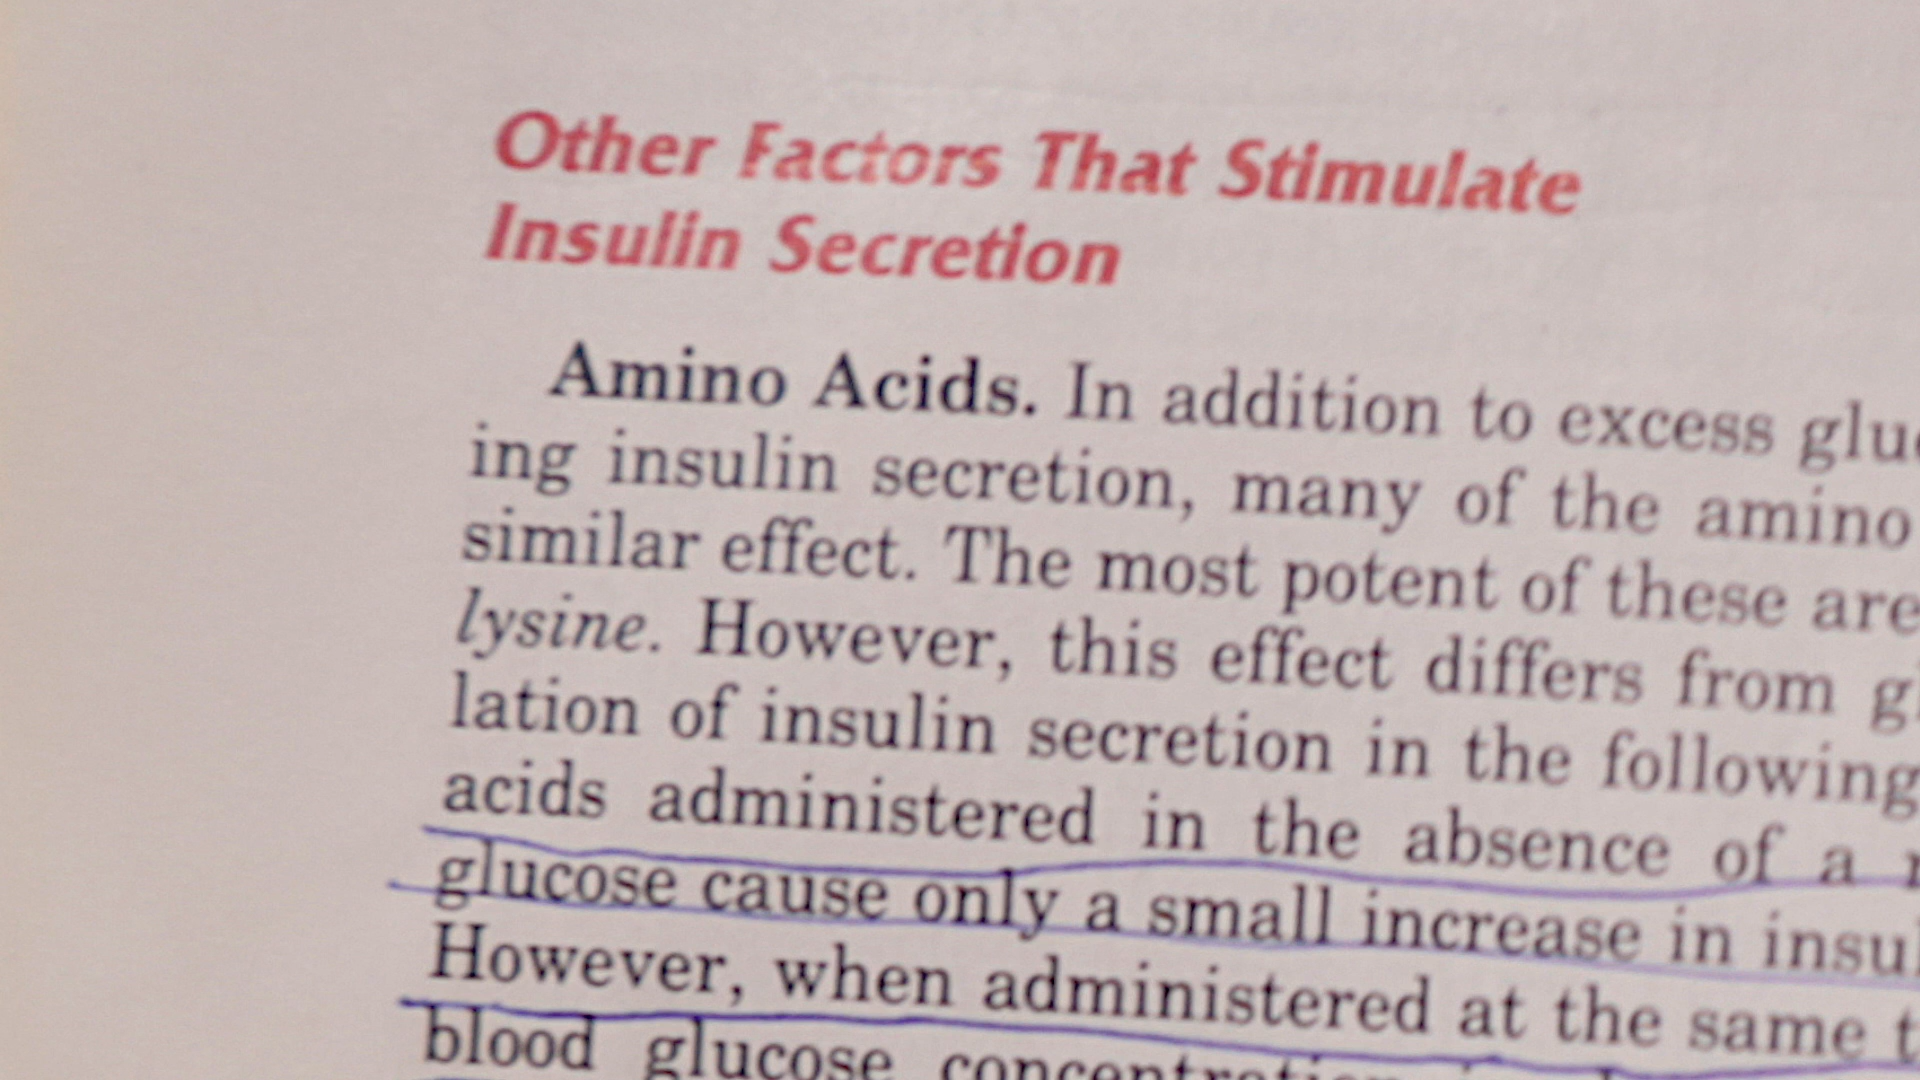 Other Factors That Stimulate
Insulin Secretion
Amino Acids. In addition to excess
ing insulin secretion, many of the amino
similar effect. The most potent of these are
lysine. However, this effect differs from
lation of insulin secretion in the following
acids administered in the absence of a
glucose cause only a small increase in
However, when administered at the same
blood glucose